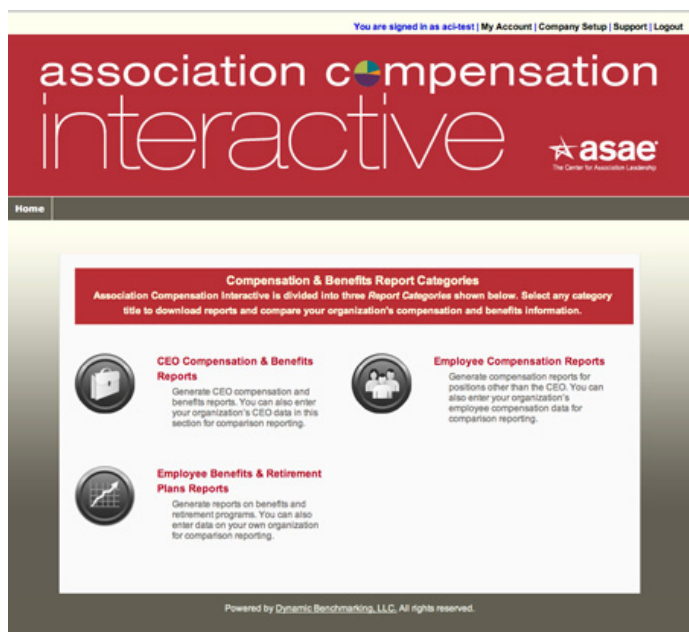 You are signed in as aci-test | My Account | Company Setup | Support | Logout
association compensation
interactive
asae
The Center for Association Leadership
Home
Compensation & Benefits Report Categories
Association Compensation Interactive is divided into three Report Categories shown below. Select any category
title to download reports and compare your organization's compensation and benefits information.
CEO Compensation & Benefits
Reports
Generate CEO compensation and
benefits reports. You can also enter
your organization's CEO data in this
section for comparison reporting.
Employee Compensation Reports
Generate compensation reports for
positions other than the CEO. You can
also enter your organization's
employee compensation data for
comparison reporting.
Employee Benefits & Retirement
Plans Reports
Generate reports on benefits and
retirement programs. You can also
enter data on your own organization
for comparison reporting.
Powered by Dynamic Benchmarking, LLC. All rights reserved.